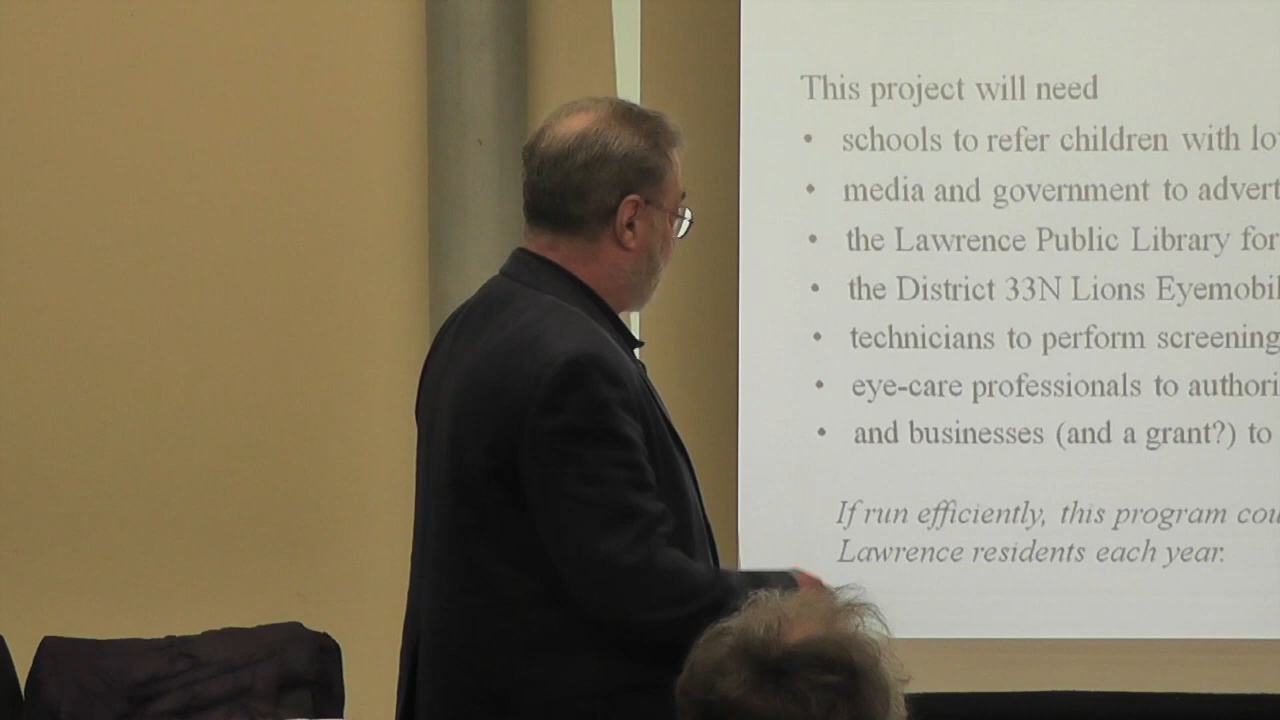 This project will need
• schools to refer children with lo
• media and government to advert
• the Lawrence Public Library for
• the District 33N Lions Eyemobil
• technicians to perform screening
• eye-care professionals to authori
• and businesses (and a grant?) to
If run efficiently, this program cou
Lawrence residents each year.